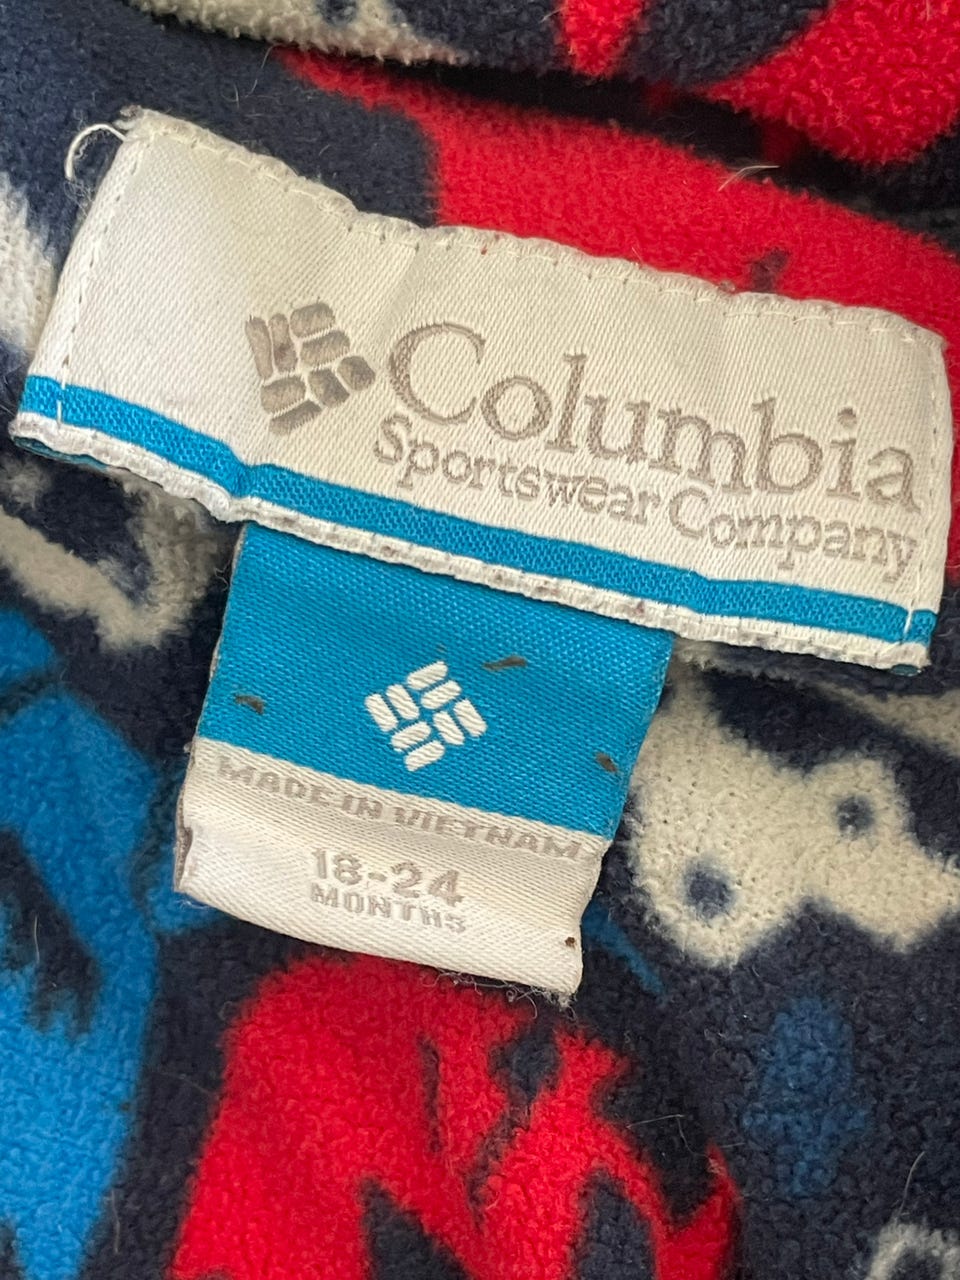 Columbia
Sportswear Company
MADE IN VIETNAM
18-24
MONTHS